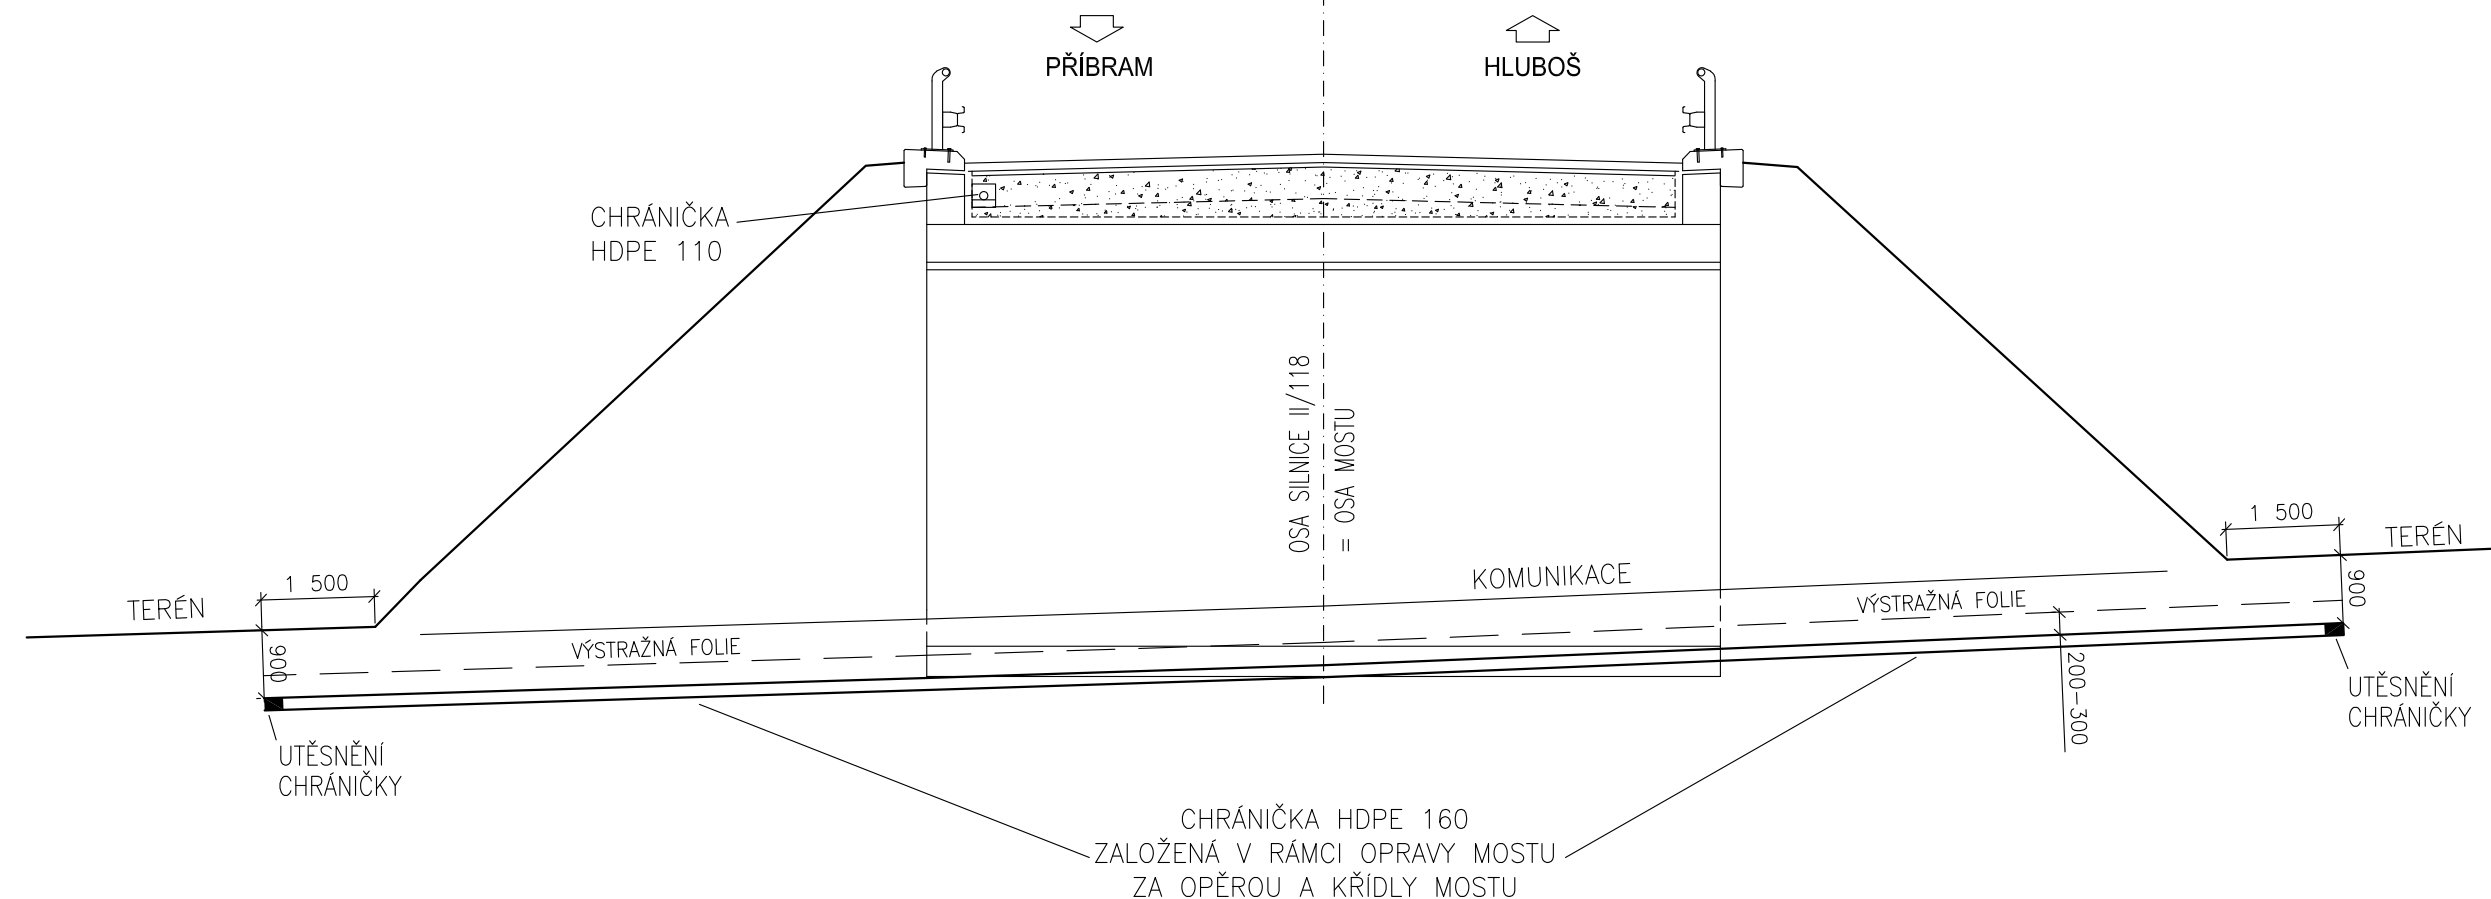 PŘÍBRAM
HLUBOŠ
CHRÁNIČKA
HDPE 110
OSA SILNICE II/118
= OSA MOSTU
1 500
TERÉN
KOMUNIKACE
1 500
TERÉN
900
VÝSTRAŽNÁ FOLIE
VÝSTRAŽNÁ FOLIE
900
200-300
UTĚSNĚNÍ
CHRÁNIČKY
UTĚSNĚNÍ
CHRÁNIČKY
CHRÁNIČKA HDPE 160
ZALOŽENÁ V RÁMCI OPRAVY MOSTU
ZA OPĚROU A KŘÍDLY MOSTU